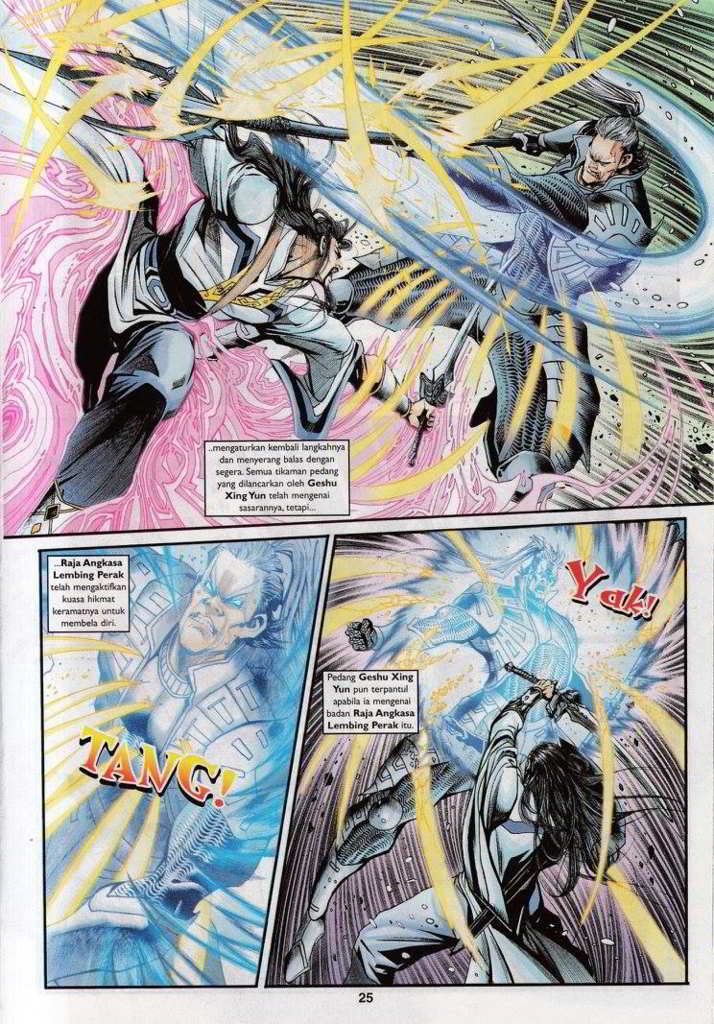 ..mengaturkan kembali langkahnya
dan menyerang balas dengan
segera. Semua tikaman pedang
yang dilancarkan oleh Geshu
Xing Yun telah mengenai
sasarannya, tetapi...
...Raja Angkasa
Lembing Perak
telah mengaktifkan
kuasa hikmat
keramatnya untuk
membela diri.
TANG!
Yak!
Pedang Geshu Xing
Yun pun terpantul
apabila ia mengenai
badan Raja Angkasa
Lembing Perak itu.
25